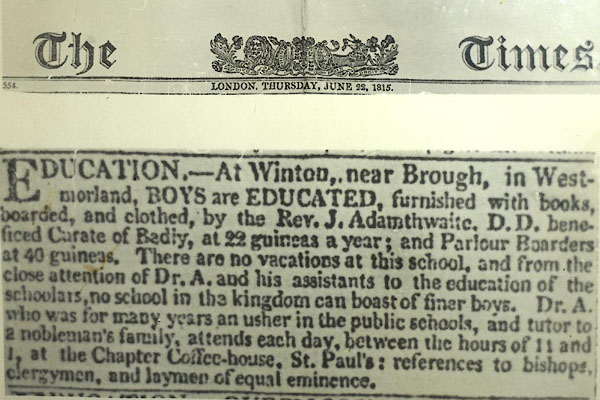 The Times
554.
LONDON, THURSDAY, JUNE 22, 1815.
EDUCATION.—At Winton, near Brough, in West-
morland, BOYS are EDUCATED, furnished with books,
boarded, and clothed, by the Rev. J. Adamthwaite, D. D. bene-
ficed Curate of Badly, at 22 guineas a year; and Parlour Boarders
at 40 guineas. There are no vacations at this school, and from the
close attention of Dr. A. and his assistants to the education of the
scholars, no school in the kingdom can boast of finer boys. Dr. A.
who was for many years an usher in the public schools, and tutor to
a nobleman's family, attends each day, between the hours of 11 and
1, at the Chapter Coffee-house, St. Paul's: references to bishops,
clergymen, and laymen of equal eminence.